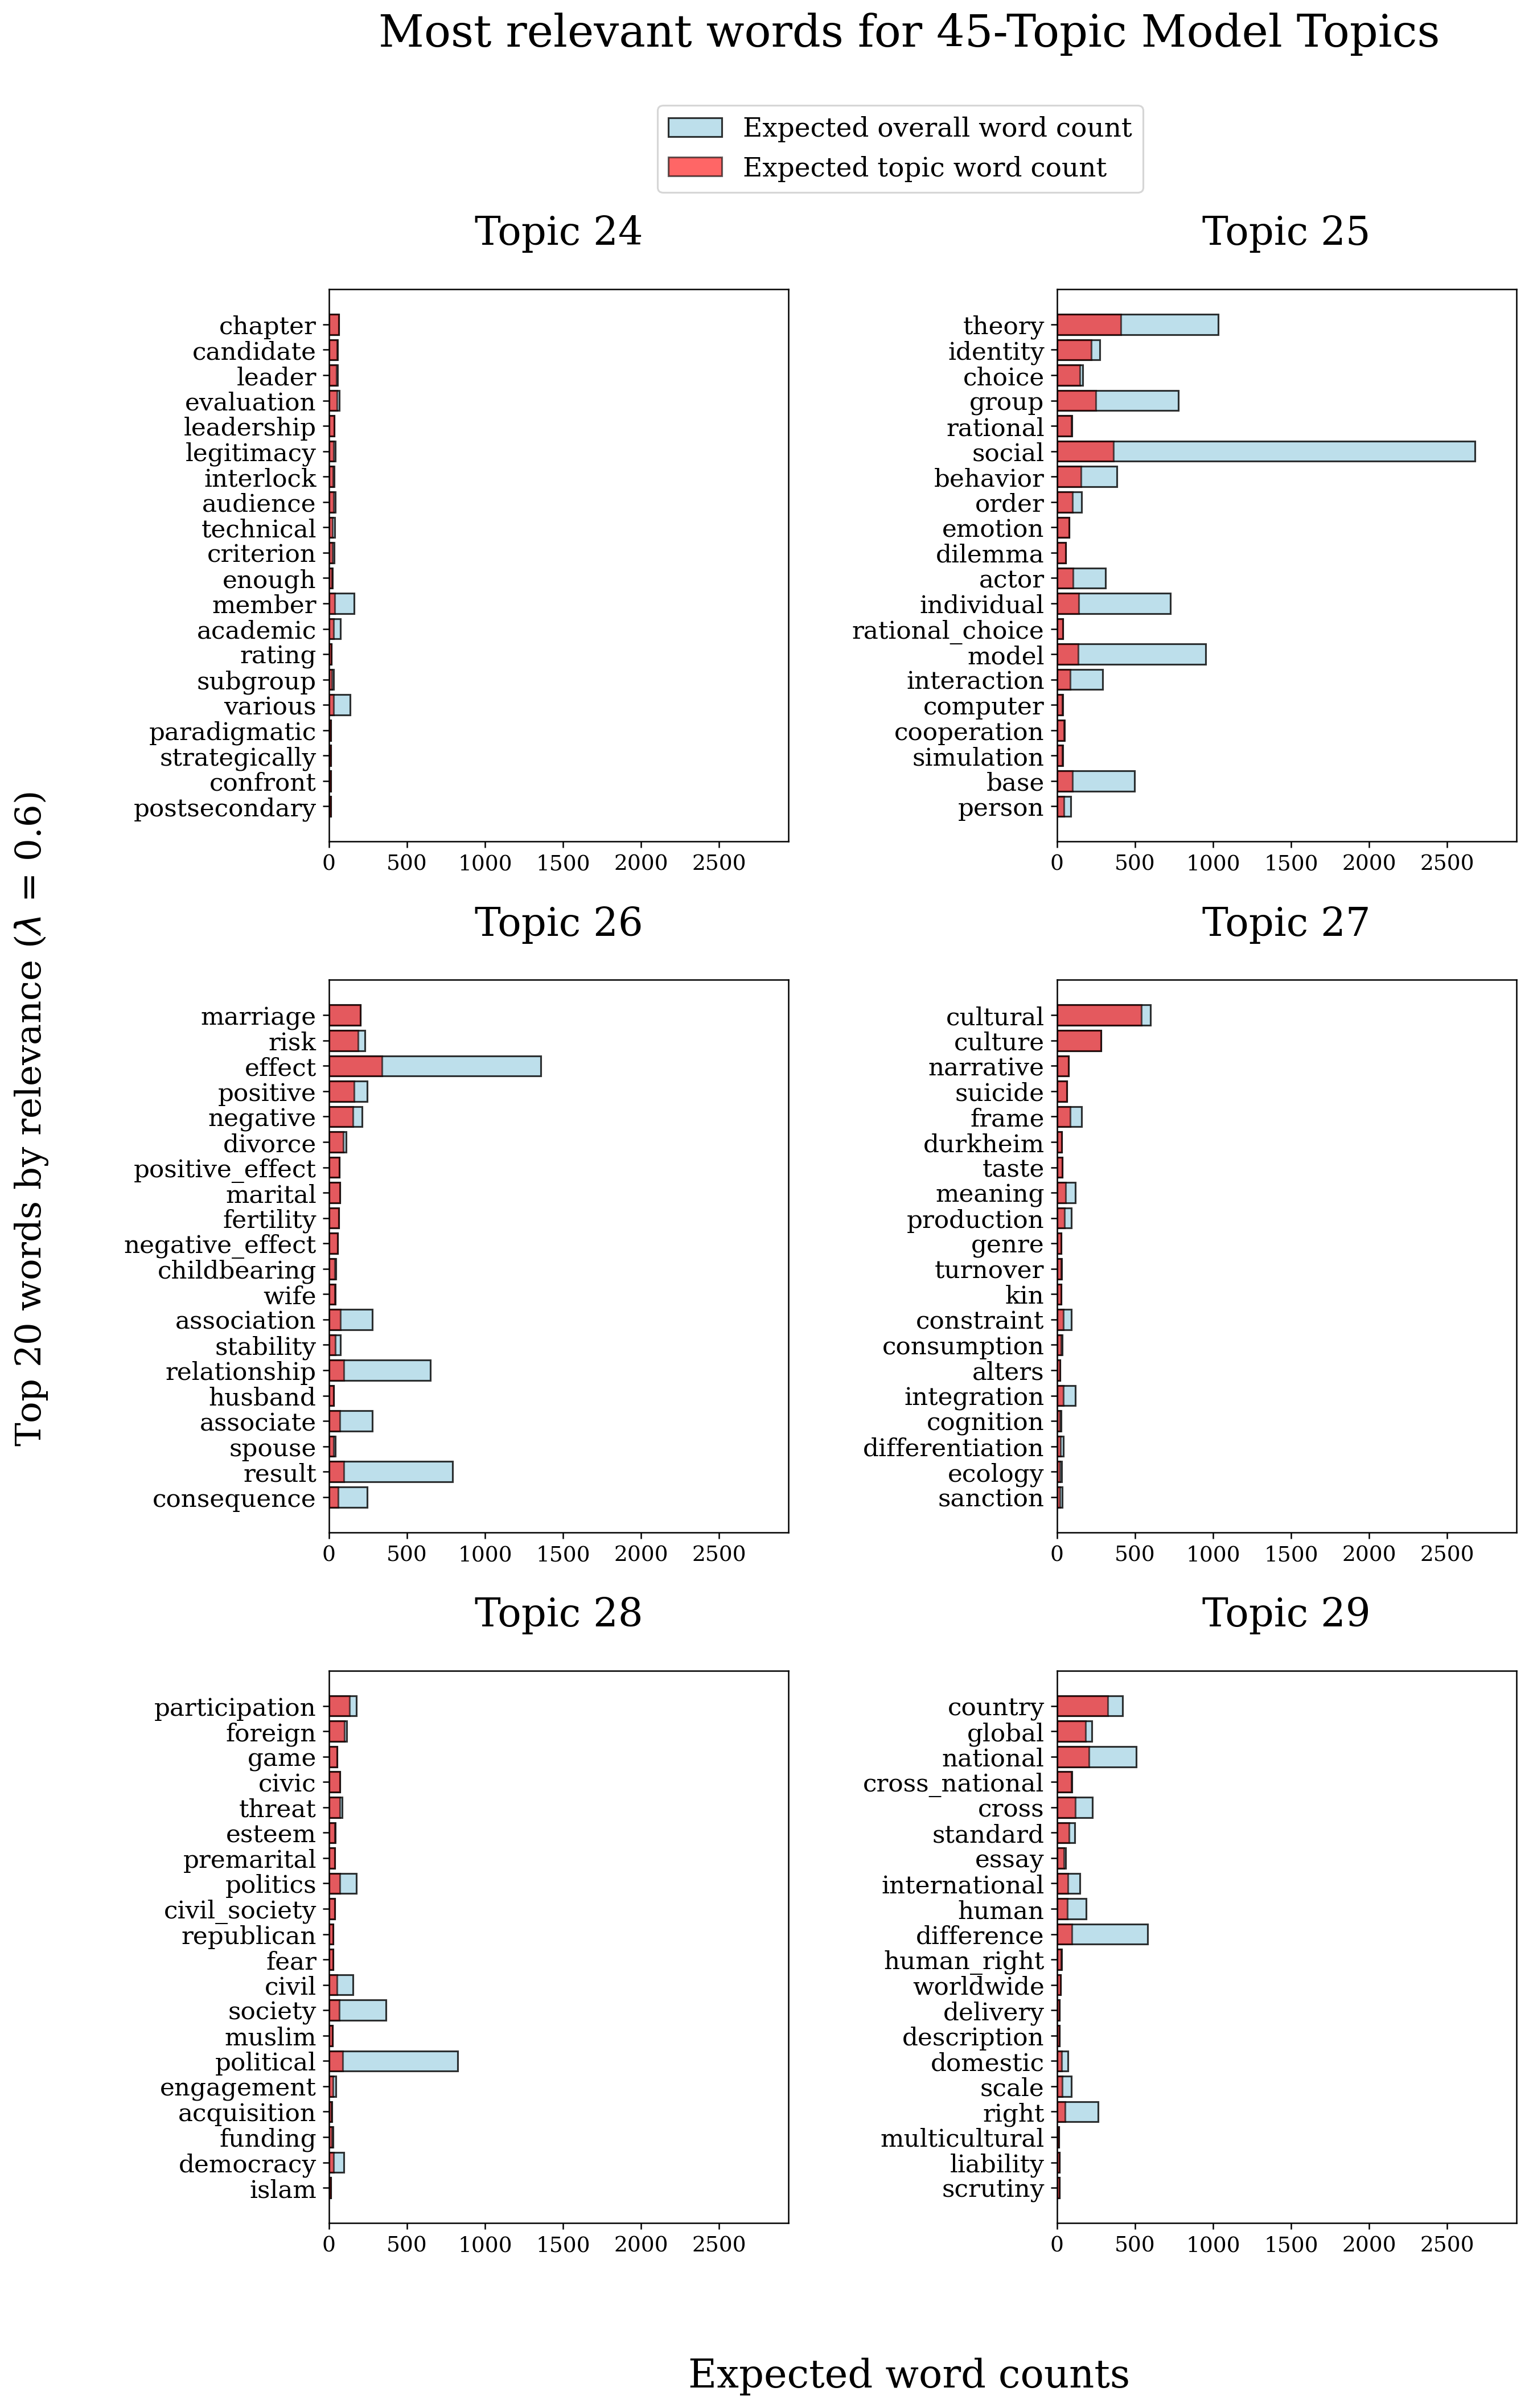 Most relevant words for 45-Topic Model Topics
Expected overall word count
Expected topic word count
Top 20 words by relevance (λ = 0.6)
Topic 24
chapter
candidate
leader
evaluation
leadership
legitimacy
interlock
audience
technical
criterion
enough
member
academic
rating
subgroup
various
paradigmatic
strategically
confront
postsecondary
0 500 1000 1500 2000 2500
Topic 25
theory
identity
choice
group
rational
social
behavior
order
emotion
dilemma
actor
individual
rational_choice
model
interaction
computer
cooperation
simulation
base
person
0 500 1000 1500 2000 2500
Topic 26
marriage
risk
effect
positive
negative
divorce
positive_effect
marital
fertility
negative_effect
childbearing
wife
association
stability
relationship
husband
associate
spouse
result
consequence
0 500 1000 1500 2000 2500
Topic 27
cultural
culture
narrative
suicide
frame
durkheim
taste
meaning
production
genre
turnover
kin
constraint
consumption
alters
integration
cognition
differentiation
ecology
sanction
0 500 1000 1500 2000 2500
Topic 28
participation
foreign
game
civic
threat
esteem
premarital
politics
civil_society
republican
fear
civil
society
muslim
political
engagement
acquisition
funding
democracy
islam
0 500 1000 1500 2000 2500
Topic 29
country
global
national
cross_national
cross
standard
essay
international
human
difference
human_right
worldwide
delivery
description
domestic
scale
right
multicultural
liability
scrutiny
0 500 1000 1500 2000 2500
Expected word counts